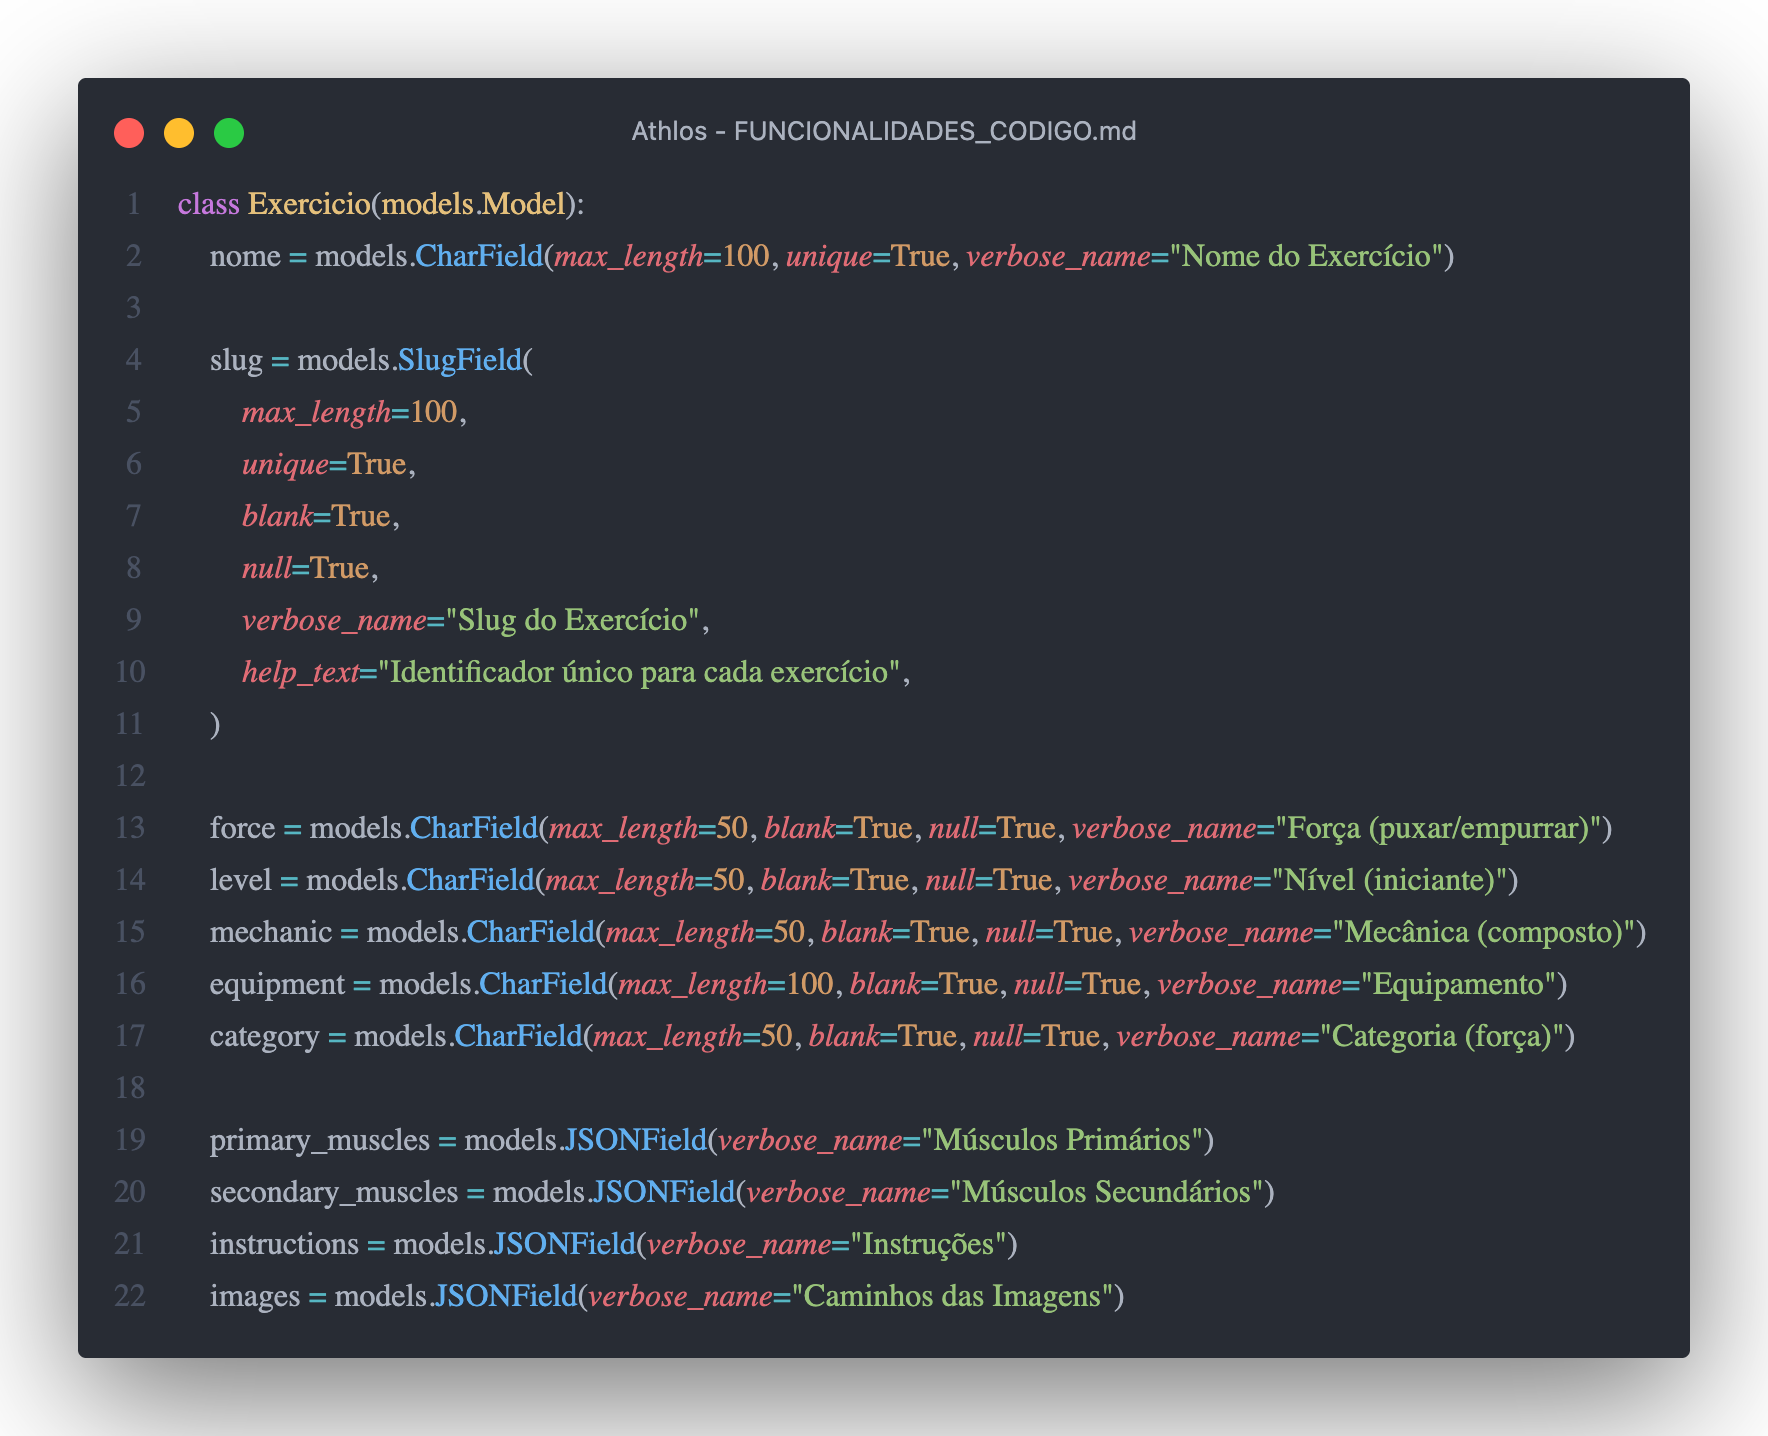 Athlos - FUNCIONALIDADES_CODIGO.md
1 class Exercicio(models.Model):
2 nome = models.CharField(max_length=100, unique=True, verbose_name="Nome do Exercício")
3
4 slug = models.SlugField(
5 max_length=100,
6 unique=True,
7 blank=True,
8 null=True,
9 verbose_name="Slug do Exercício",
10 help_text="Identificador único para cada exercício",
11 )
12
13 force = models.CharField(max_length=50, blank=True, null=True, verbose_name="Força (puxar/empurrar)")
14 level = models.CharField(max_length=50, blank=True, null=True, verbose_name="Nível (iniciante)")
15 mechanic = models.CharField(max_length=50, blank=True, null=True, verbose_name="Mecânica (composto)")
16 equipment = models.CharField(max_length=100, blank=True, null=True, verbose_name="Equipamento")
17 category = models.CharField(max_length=50, blank=True, null=True, verbose_name="Categoria (força)")
18
19 primary_muscles = models.JSONField(verbose_name="Músculos Primários")
20 secondary_muscles = models.JSONField(verbose_name="Músculos Secundários")
21 instructions = models.JSONField(verbose_name="Instruções")
22 images = models.JSONField(verbose_name="Caminhos das Imagens")